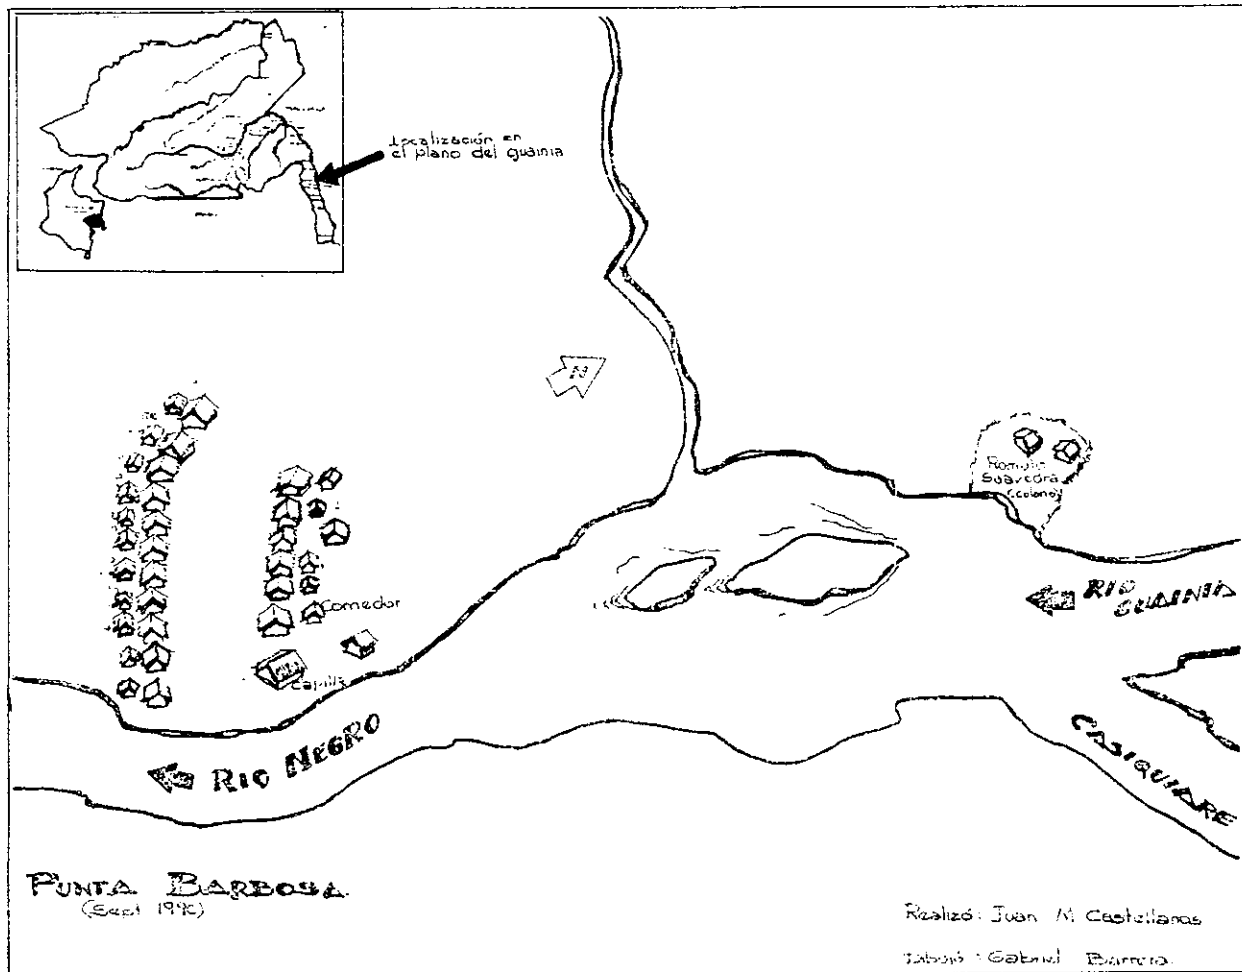 Localización en
el plano del guainia
N
Romulo
Saavedra
(colono)
Comedor
Capilla
RIO
GUAINIA
CASIQUIARE
RIO NEGRO
PUNTA BARBOSA
Realizó: Juan M Castellanos
Gabriel Barrera